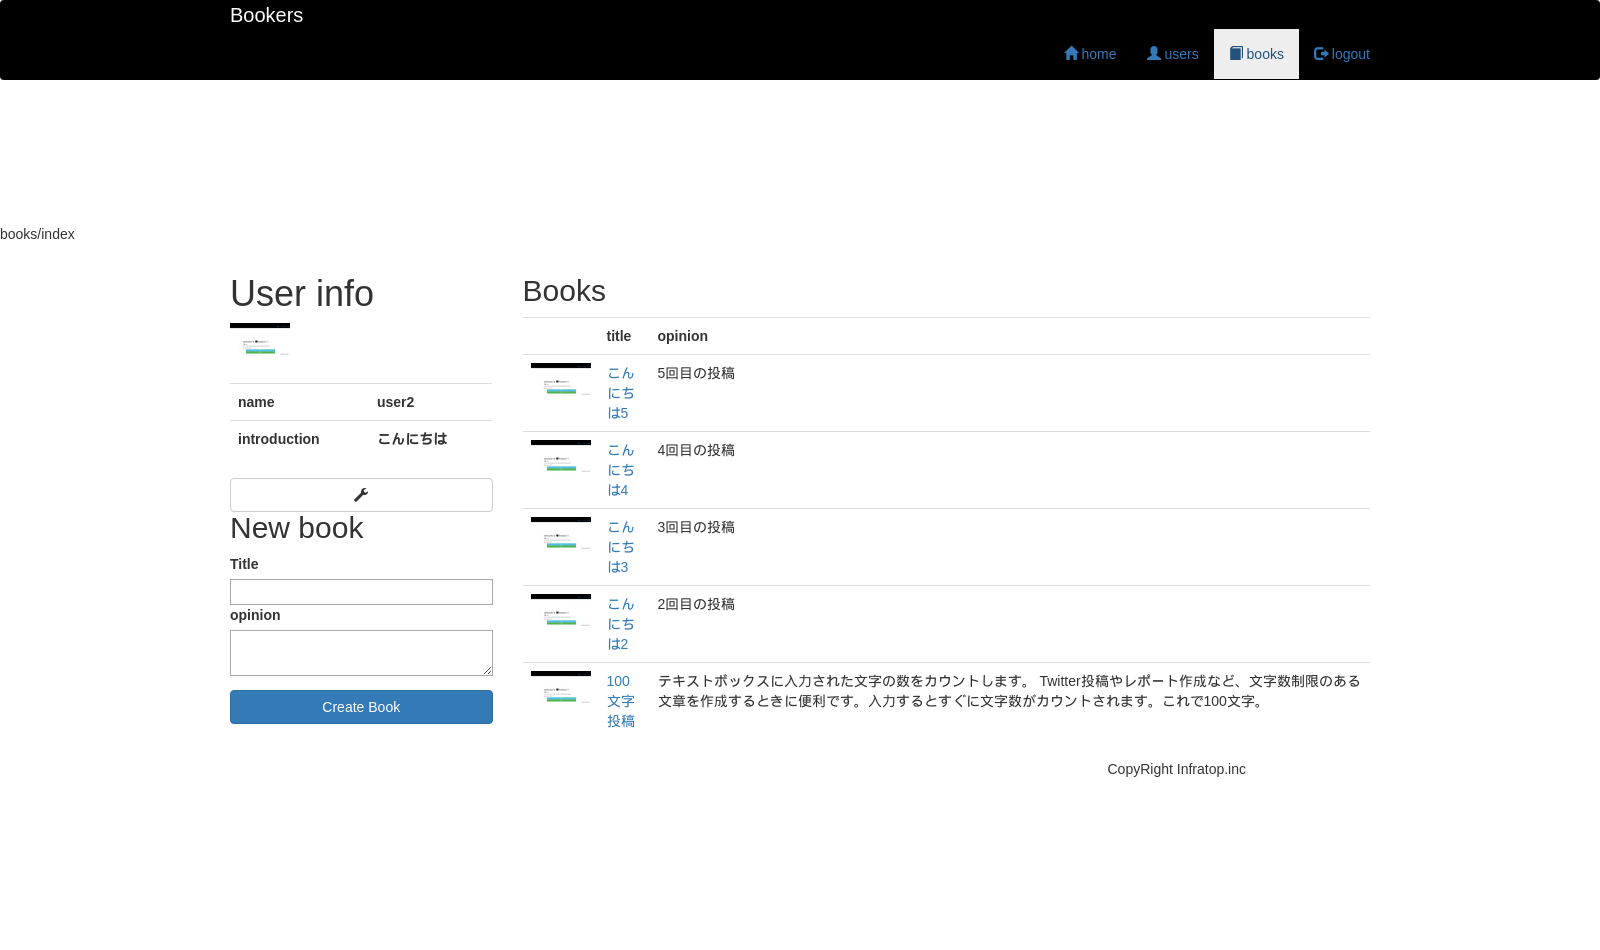 Bookers
home users books logout
books/index
User info
name user2
introduction こんにちは
New book
Title
opinion
Create Book
Books
title opinion
こん
にち
は5
5回目の投稿
こん
にち
は4
4回目の投稿
こん
にち
は3
3回目の投稿
こん
にち
は2
2回目の投稿
100
文字
投稿
テキストボックスに入力された文字の数をカウントします。 Twitter投稿やレポート作成など、文字数制限のある
文章を作成するときに便利です。入力するとすぐに文字数がカウントされます。これで100文字。
CopyRight Infratop.inc